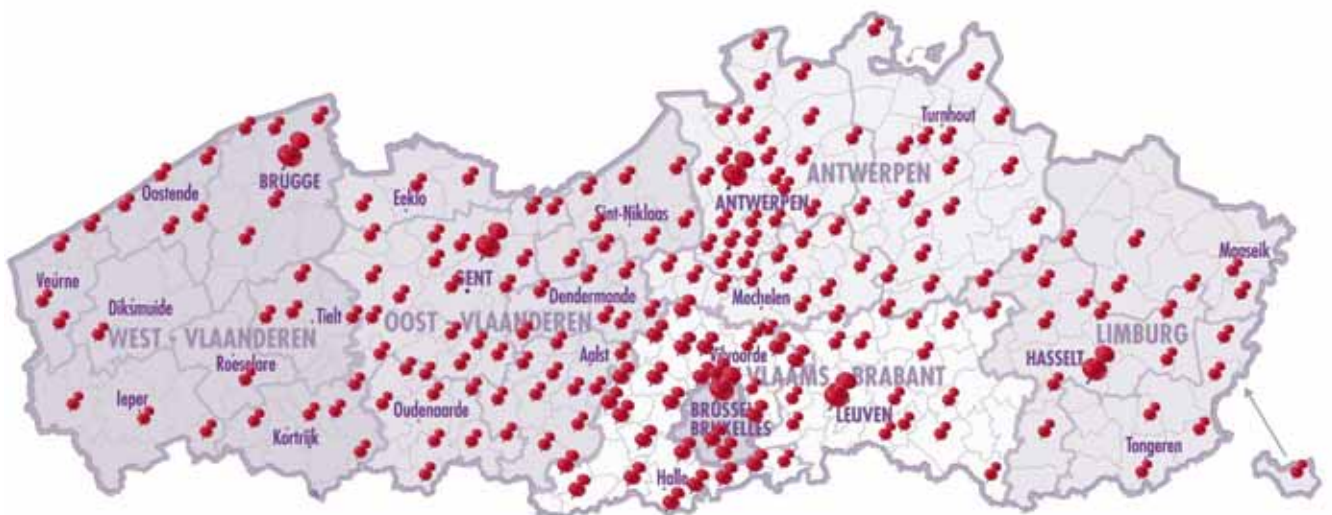 Turnhout
Oostende
BRUGGE
Eeklo
Sint-Niklaas
ANTWERPEN
ANTWERPEN
Veurne
Diksmuide
WEST - VLAANDEREN
Tielt
GENT
OOST - VLAANDEREN
Dendermonde
Mechelen
Maaseik
Roeselare
Aalst
Vilvoorde
VLAAMS - BRABANT
HASSELT
LIMBURG
Ieper
Kortrijk
Oudenaarde
BRUSSEL
BRUXELLES
LEUVEN
Halle
Tongeren